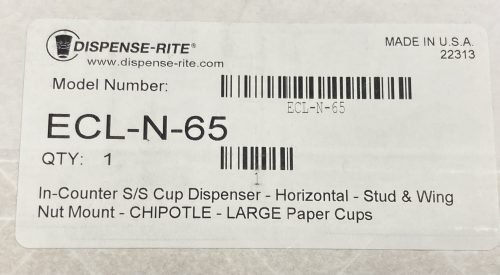 DISPENSE-RITE® MADE IN U.S.A.
www.dispense-rite.com 22313
Model Number:
ECL-N-65
ECL-N-65
QTY: 1
1
In-Counter S/S Cup Dispenser - Horizontal - Stud & Wing
Nut Mount - CHIPOTLE - LARGE Paper Cups